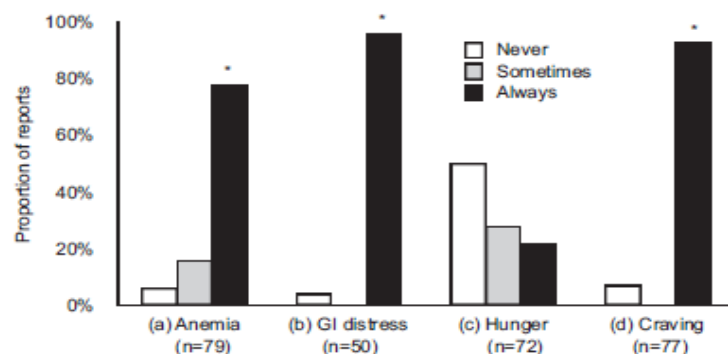 Proportion of reports
100%
80%
60%
40%
20%
0%
*
*
*
Never
Sometimes
Always
(a) Anemia (b) GI distress (c) Hunger (d) Craving
(n=79) (n=50) (n=72) (n=77)